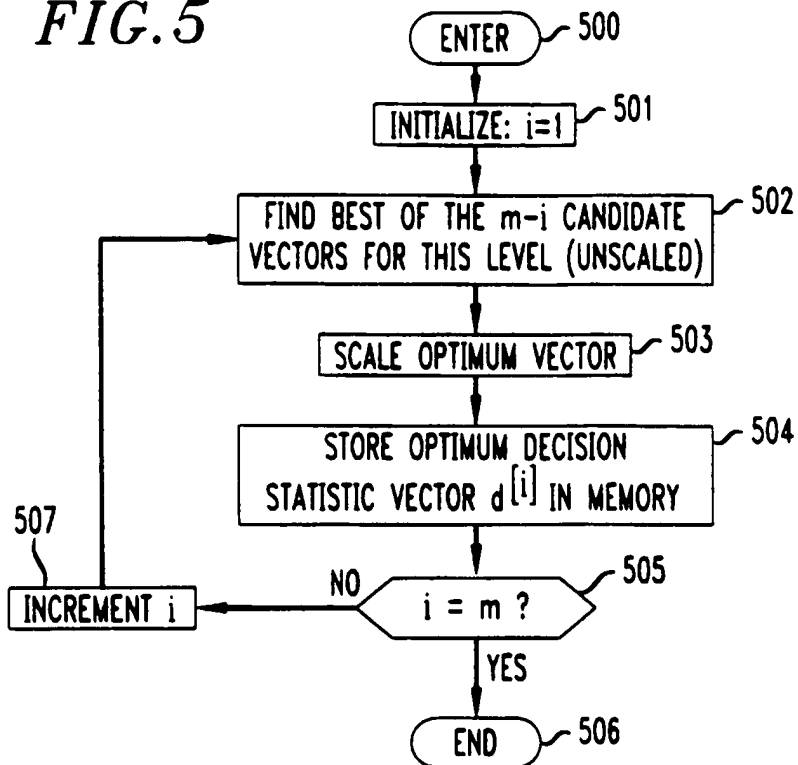 FIG.5
ENTER
500
INITIALIZE: i=1
501
FIND BEST OF THE m-i CANDIDATE
VECTORS FOR THIS LEVEL (UNSCALED)
502
SCALE OPTIMUM VECTOR
503
STORE OPTIMUM DECISION
STATISTIC VECTOR d[i] IN MEMORY
504
507
INCREMENT i
NO
i = m ?
505
YES
END
506